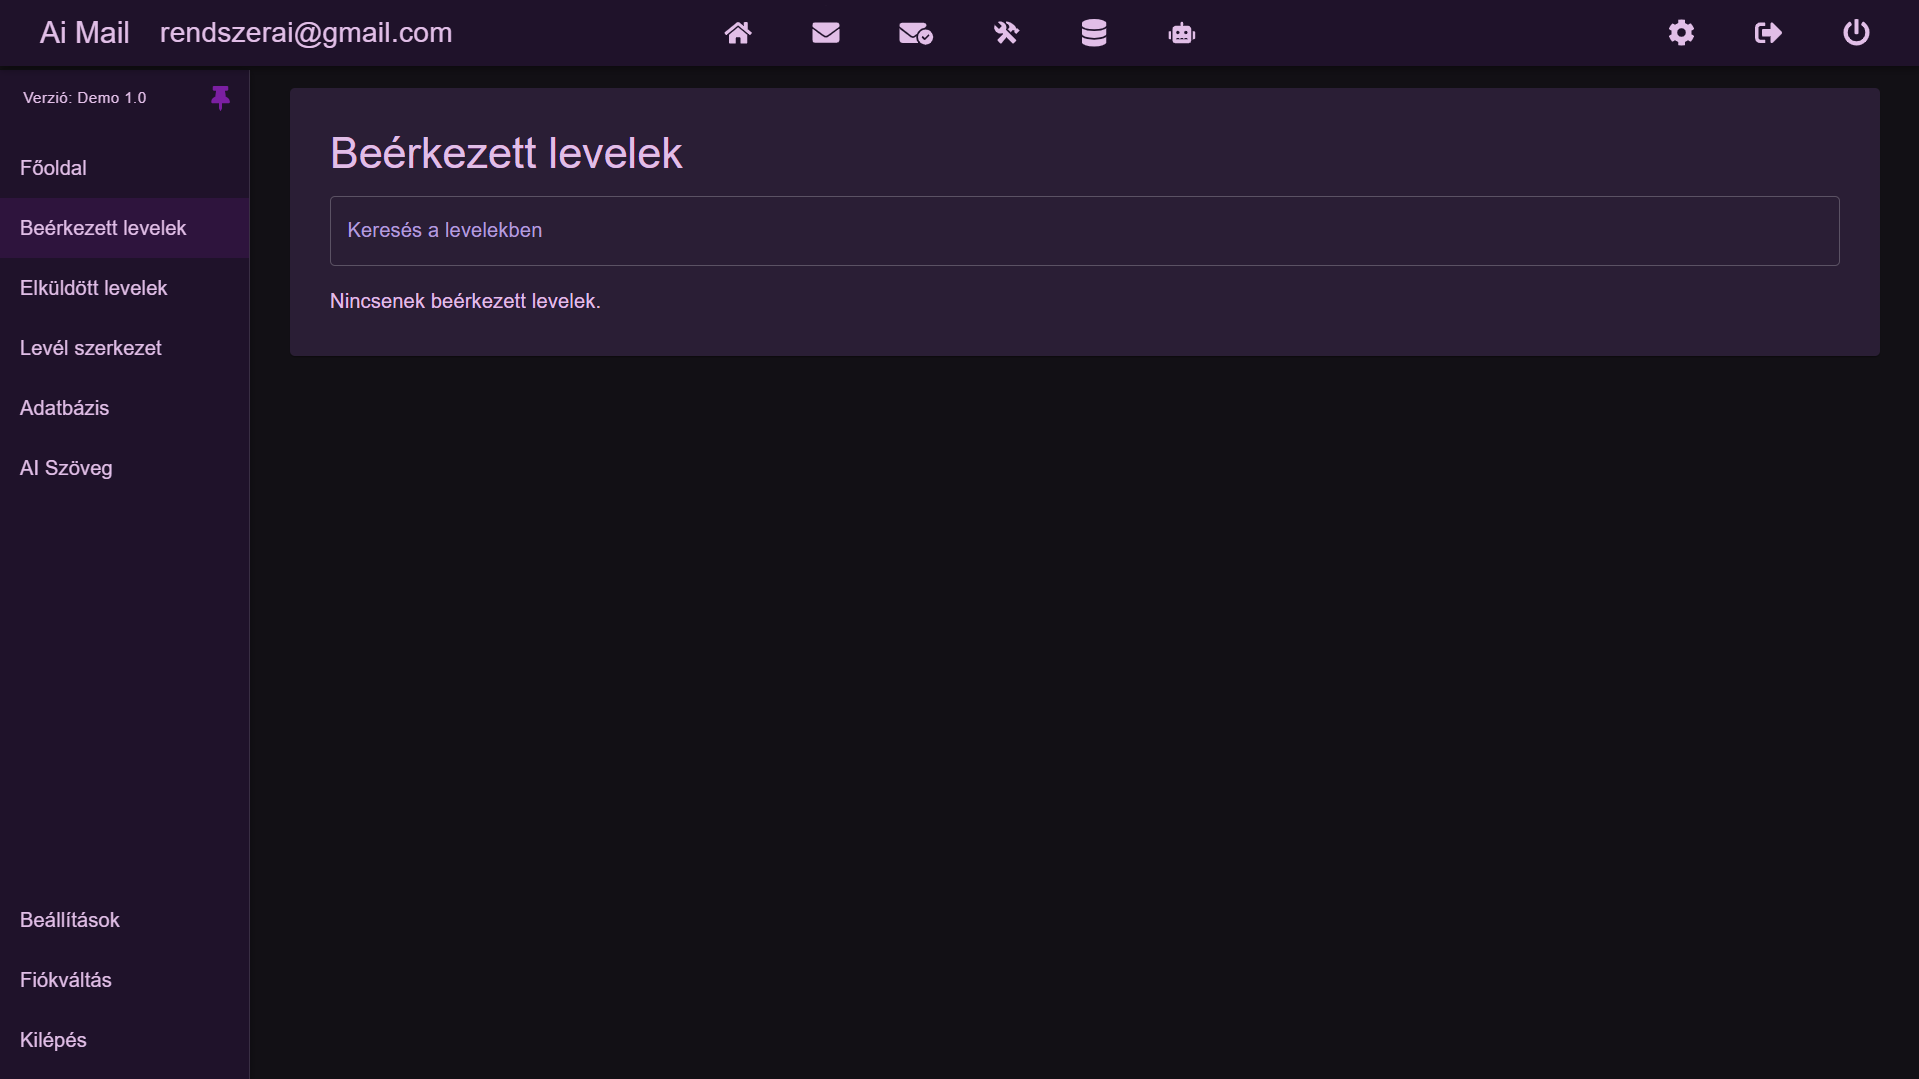 Ai Mail rendszerai@gmail.com
Verzió: Demo 1.0
Főoldal
Beérkezett levelek
Elküldött levelek
Levél szerkezet
Adatbázis
AI Szöveg
Beállítások
Fiókváltás
Kilépés
Beérkezett levelek
Keresés a levelekben
Nincsenek beérkezett levelek.